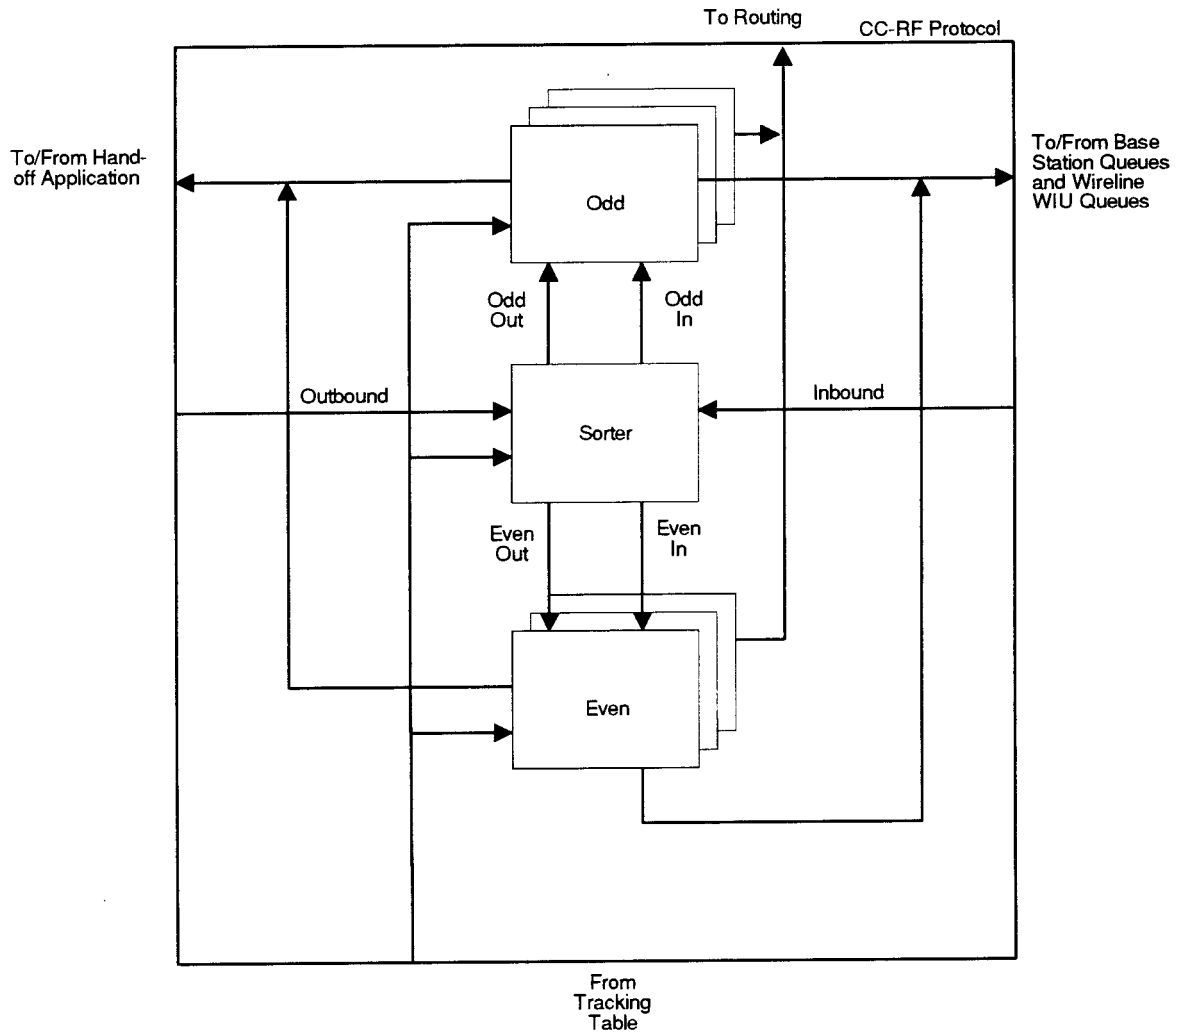 To Routing
CC-RF Protocol
To/From Hand-
off Application
To/From Base
Station Queues
and Wireline
WIU Queues
Odd
Odd
Out
Odd
In
Outbound
Inbound
Sorter
Even
Out
Even
In
Even
From
Tracking
Table